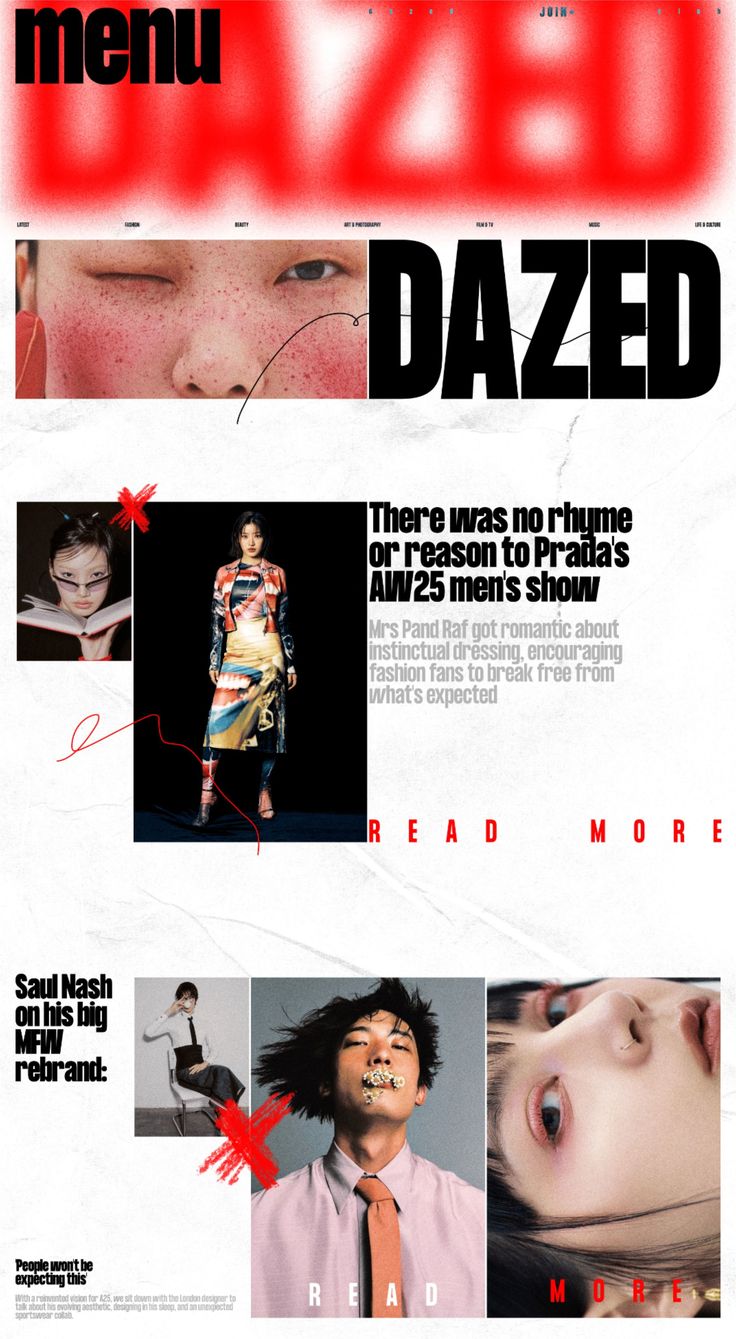 menu
DAZED
dazed
JOIN
club
LATEST
FASHION
BEAUTY
ART & PHOTOGRAPHY
FILM & TV
MUSIC
LIFE & CULTURE
DAZED
There was no rhyme
or reason to Prada's
AW25 men's show
Mrs Pand Raf got romantic about
instinctual dressing, encouraging
fashion fans to break free from
what's expected
READ MORE
Saul Nash
on his big
MFW
rebrand:
'People won't be
expecting this'
With a reinvented vision for A25, we sit down with the London designer to
talk about his evolving aesthetic, designing in his sleep, and an unexpected
sportswear collab.
READ MORE